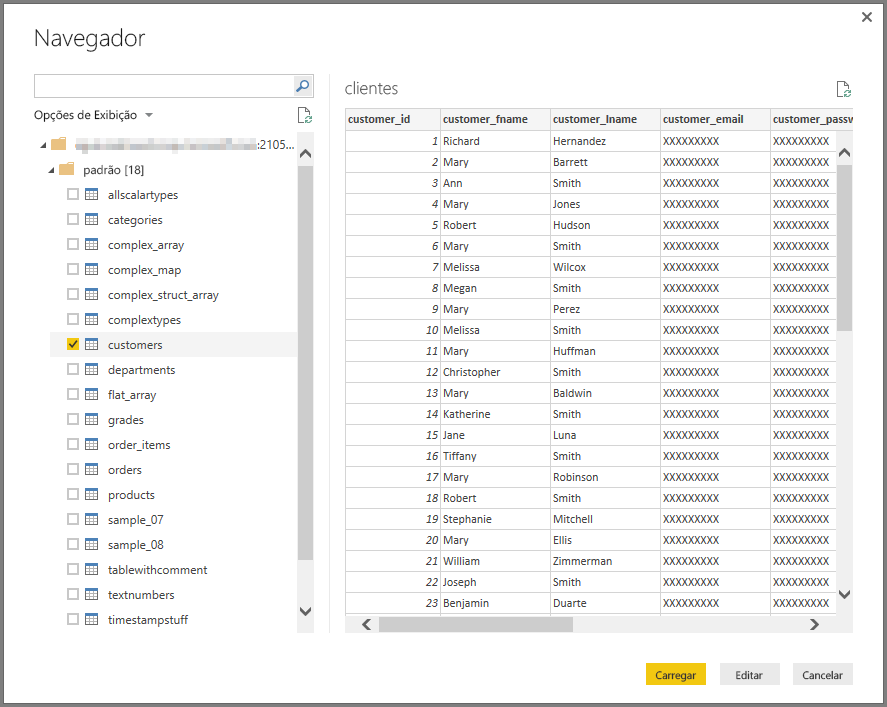 Navegador
Opções de Exibição
:2105...
padrão [18]
allscalartypes
categories
complex_array
complex_map
complex_struct_array
complextypes
customers
departments
flat_array
grades
order_items
orders
products
sample_07
sample_08
tablewithcomment
textnumbers
timestampstuff
clientes
customer_id customer_fname customer_lname customer_email customer_passw
1 Richard Hernandez XXXXXXXXX XXXXXXXXX
2 Mary Barrett XXXXXXXXX XXXXXXXXX
3 Ann Smith XXXXXXXXX XXXXXXXXX
4 Mary Jones XXXXXXXXX XXXXXXXXX
5 Robert Hudson XXXXXXXXX XXXXXXXXX
6 Mary Smith XXXXXXXXX XXXXXXXXX
7 Melissa Wilcox XXXXXXXXX XXXXXXXXX
8 Megan Smith XXXXXXXXX XXXXXXXXX
9 Mary Perez XXXXXXXXX XXXXXXXXX
10 Melissa Smith XXXXXXXXX XXXXXXXXX
11 Mary Huffman XXXXXXXXX XXXXXXXXX
12 Christopher Smith XXXXXXXXX XXXXXXXXX
13 Mary Baldwin XXXXXXXXX XXXXXXXXX
14 Katherine Smith XXXXXXXXX XXXXXXXXX
15 Jane Luna XXXXXXXXX XXXXXXXXX
16 Tiffany Smith XXXXXXXXX XXXXXXXXX
17 Mary Robinson XXXXXXXXX XXXXXXXXX
18 Robert Smith XXXXXXXXX XXXXXXXXX
19 Stephanie Mitchell XXXXXXXXX XXXXXXXXX
20 Mary Ellis XXXXXXXXX XXXXXXXXX
21 William Zimmerman XXXXXXXXX XXXXXXXXX
22 Joseph Smith XXXXXXXXX XXXXXXXXX
23 Benjamin Duarte XXXXXXXXX XXXXXXXXX
Carregar Editar Cancelar